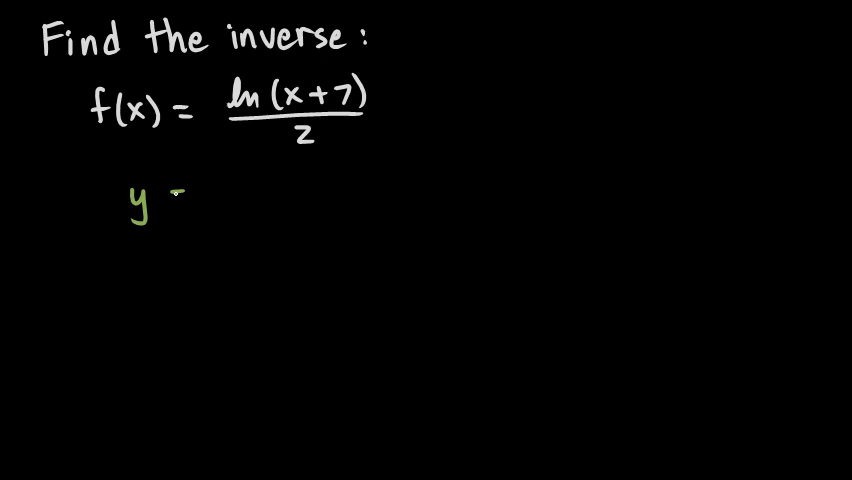 Find the inverse:
f(x) = ln(x+7)/2
y -